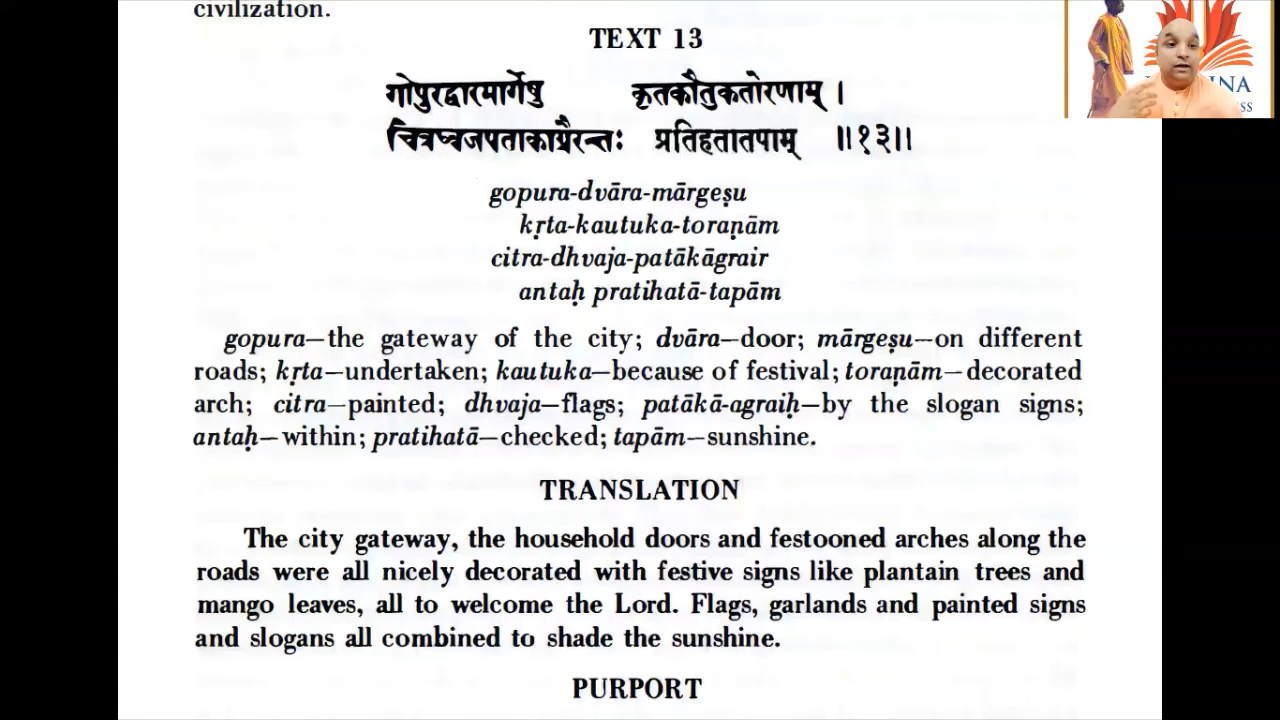 civilization.
TEXT 13
गोपुरद्वारमार्गेषु कृतकौतुकतोरणाम् ।
चित्रध्वजपताकाग्रैरन्तः प्रतिहतातपाम् ॥१३॥
gopura-dvāra-mārgeṣu
kṛta-kautuka-toraṇām
citra-dhvaja-patākāgrair
antaḥ pratihatā-tapām
gopura—the gateway of the city; dvāra—door; mārgeṣu—on different
roads; kṛta—undertaken; kautuka—because of festival; toraṇām—decorated
arch; citra—painted; dhvaja—flags; patākā-agraiḥ—by the slogan signs;
antaḥ—within; pratihatā—checked; tapām—sunshine.
TRANSLATION
The city gateway, the household doors and festooned arches along the
roads were all nicely decorated with festive signs like plantain trees and
mango leaves, all to welcome the Lord. Flags, garlands and painted signs
and slogans all combined to shade the sunshine.
PURPORT